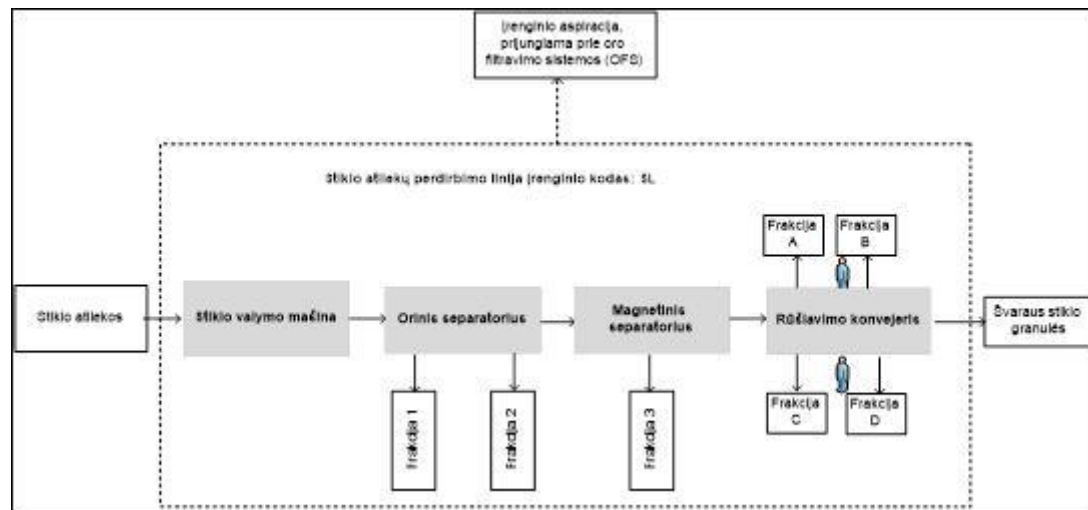 Įrenginio aspiracija,
prijungiama prie oro
filtravimo sistemos (OFS)
Stiklo atliekų perdirbimo linija įrenginio kodas: SL
Frakcija
A
Frakcija
B
Stiklo atliekos
Stiklo valymo mašina
Orinis separatorius
Magnetinis
separatorius
Rūšiavimo konvejeris
Švaraus stiklo
granulės
Frakcija 1
Frakcija 2
Frakcija 3
Frakcija
C
Frakcija
D